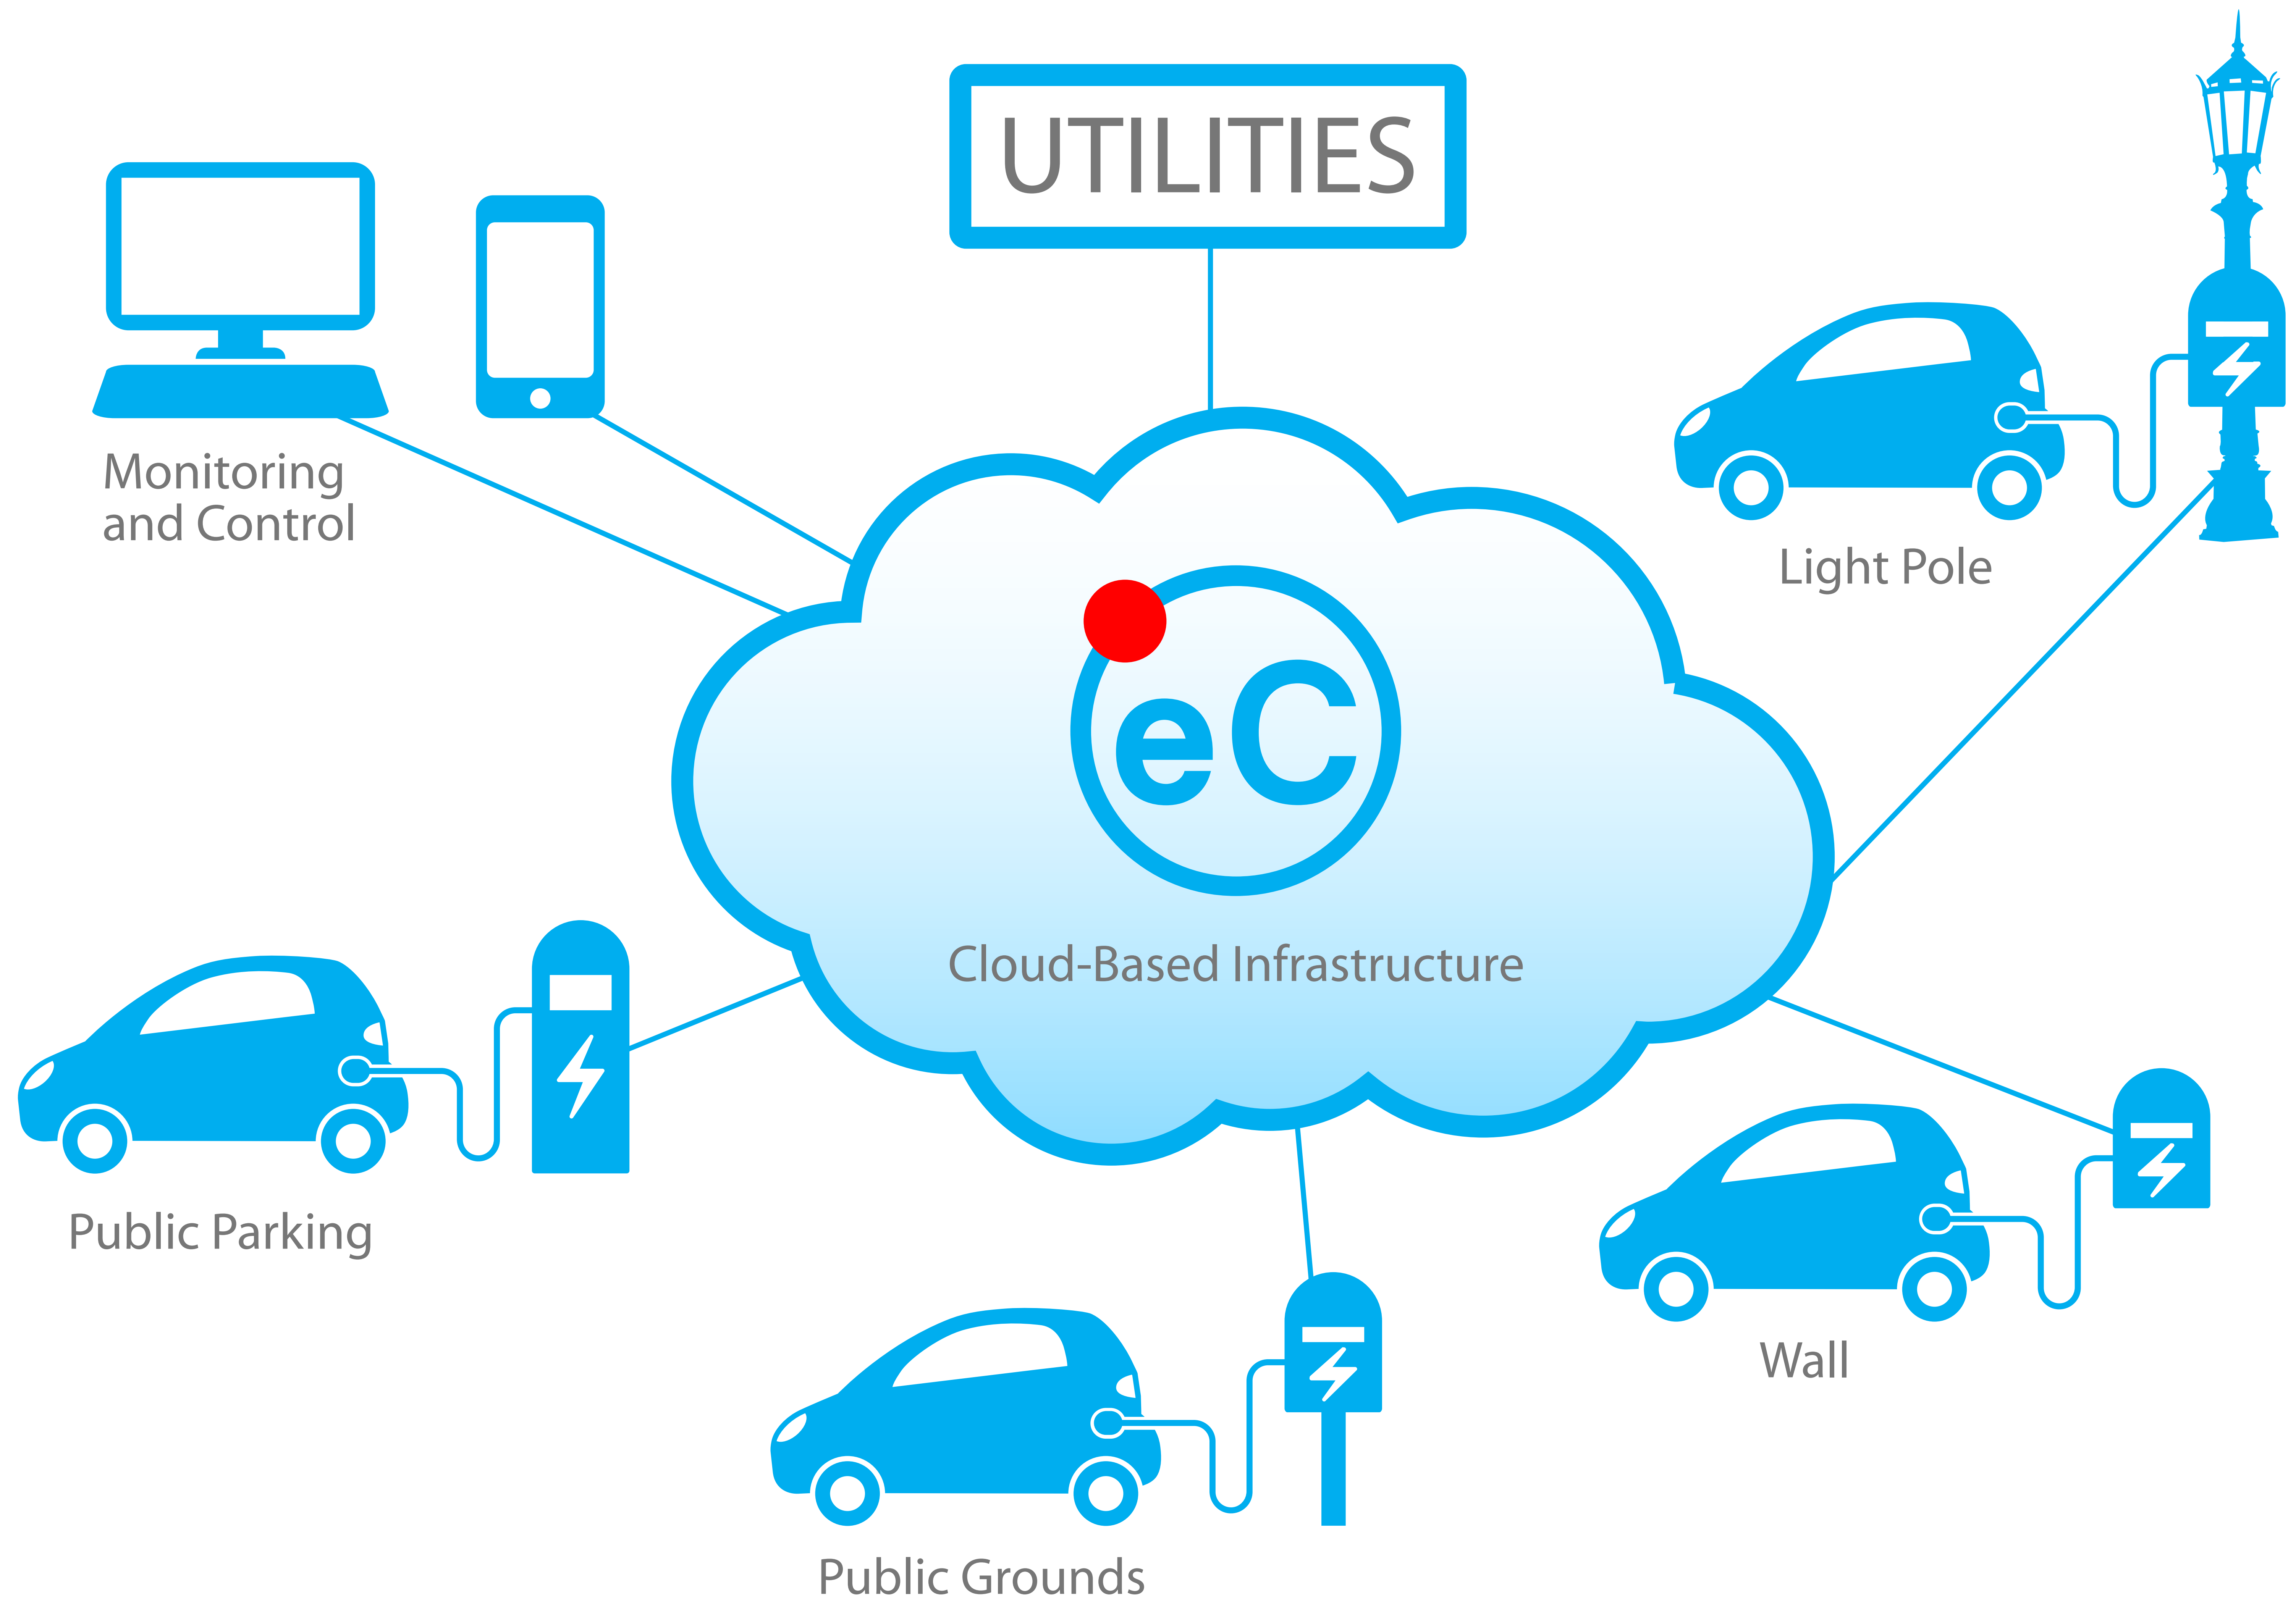 UTILITIES
Monitoring
and Control
Light Pole
eC
Cloud-Based Infrastructure
Public Parking
Wall
Public Grounds